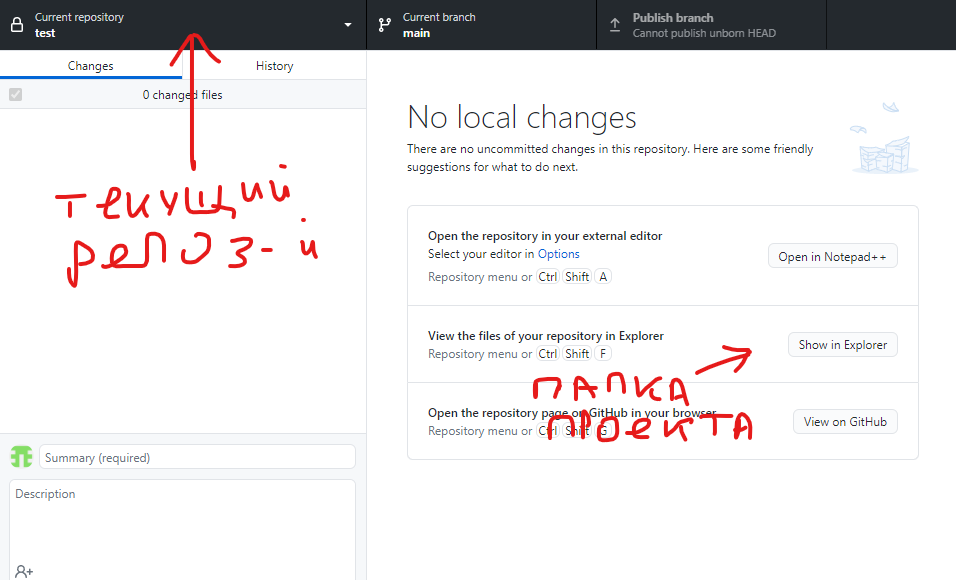 Current repository
test
Current branch
main
Publish branch
Cannot publish unborn HEAD
Changes
History
0 changed files
текущий
репоз-й
No local changes
There are no uncommitted changes in this repository. Here are some friendly
suggestions for what to do next.
Open the repository in your external editor
Select your editor in Options
Repository menu or Ctrl Shift A
Open in Notepad++
View the files of your repository in Explorer
Repository menu or Ctrl Shift F
Show in Explorer
ПАПКА
ПРОЕКТА
Open the repository page on GitHub in your browser
Repository menu or Ctrl Shift G
View on GitHub
Summary (required)
Description